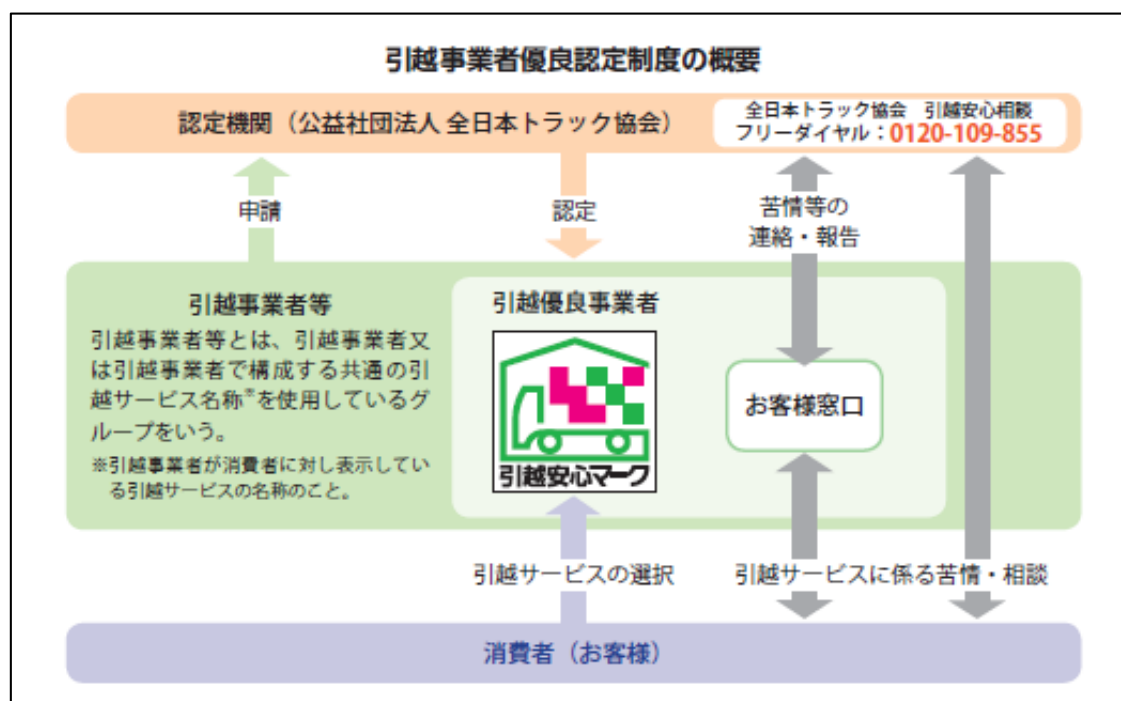 引越事業者優良認定制度の概要
認定機関（公益社団法人 全日本トラック協会）
全日本トラック協会　引越安心相談
フリーダイヤル：0120-109-855
申請
認定
苦情等の
連絡・報告
引越事業者等
引越事業者等とは、引越事業者又
は引越事業者で構成する共通の引
越サービス名称※を使用しているグ
ループをいう。
※引越事業者が消費者に対し表示してい
る引越サービスの名称のこと。
引越優良事業者
引越安心マーク
お客様窓口
引越サービスの選択
引越サービスに係る苦情・相談
消費者（お客様）